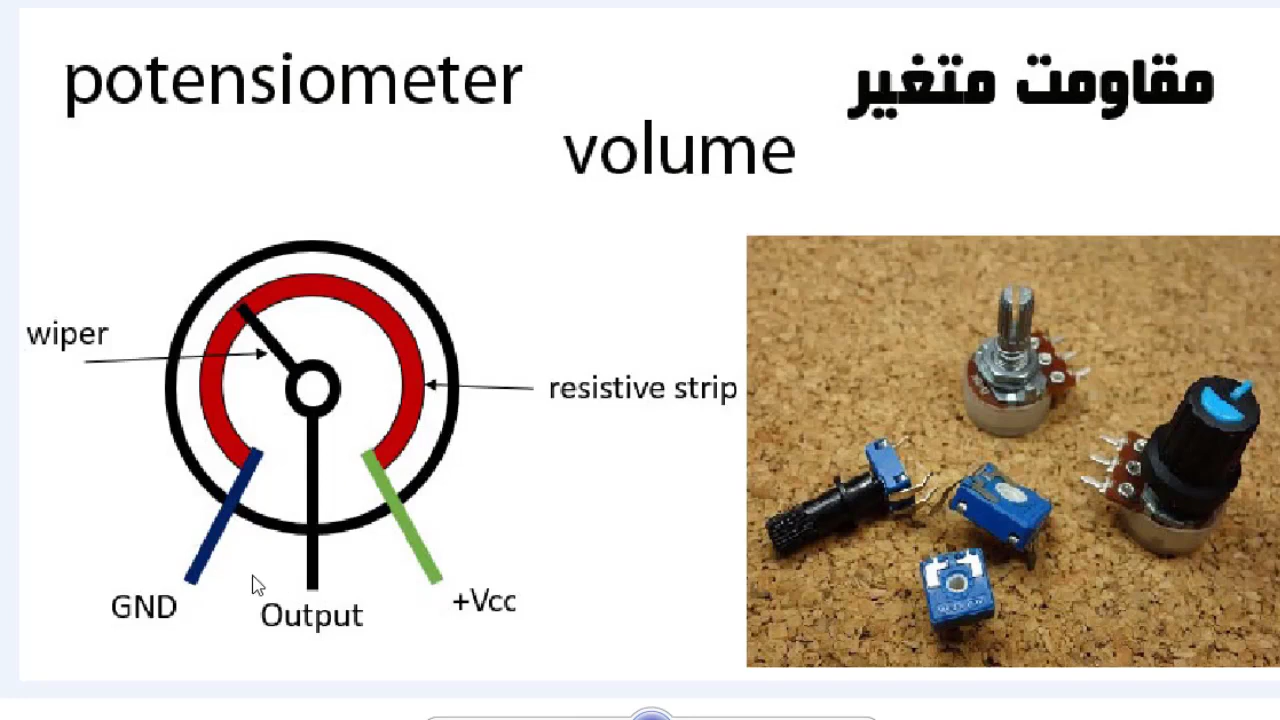 potensiometer
مقاومت متغیر
volume
wiper
resistive strip
GND
Output
+Vcc